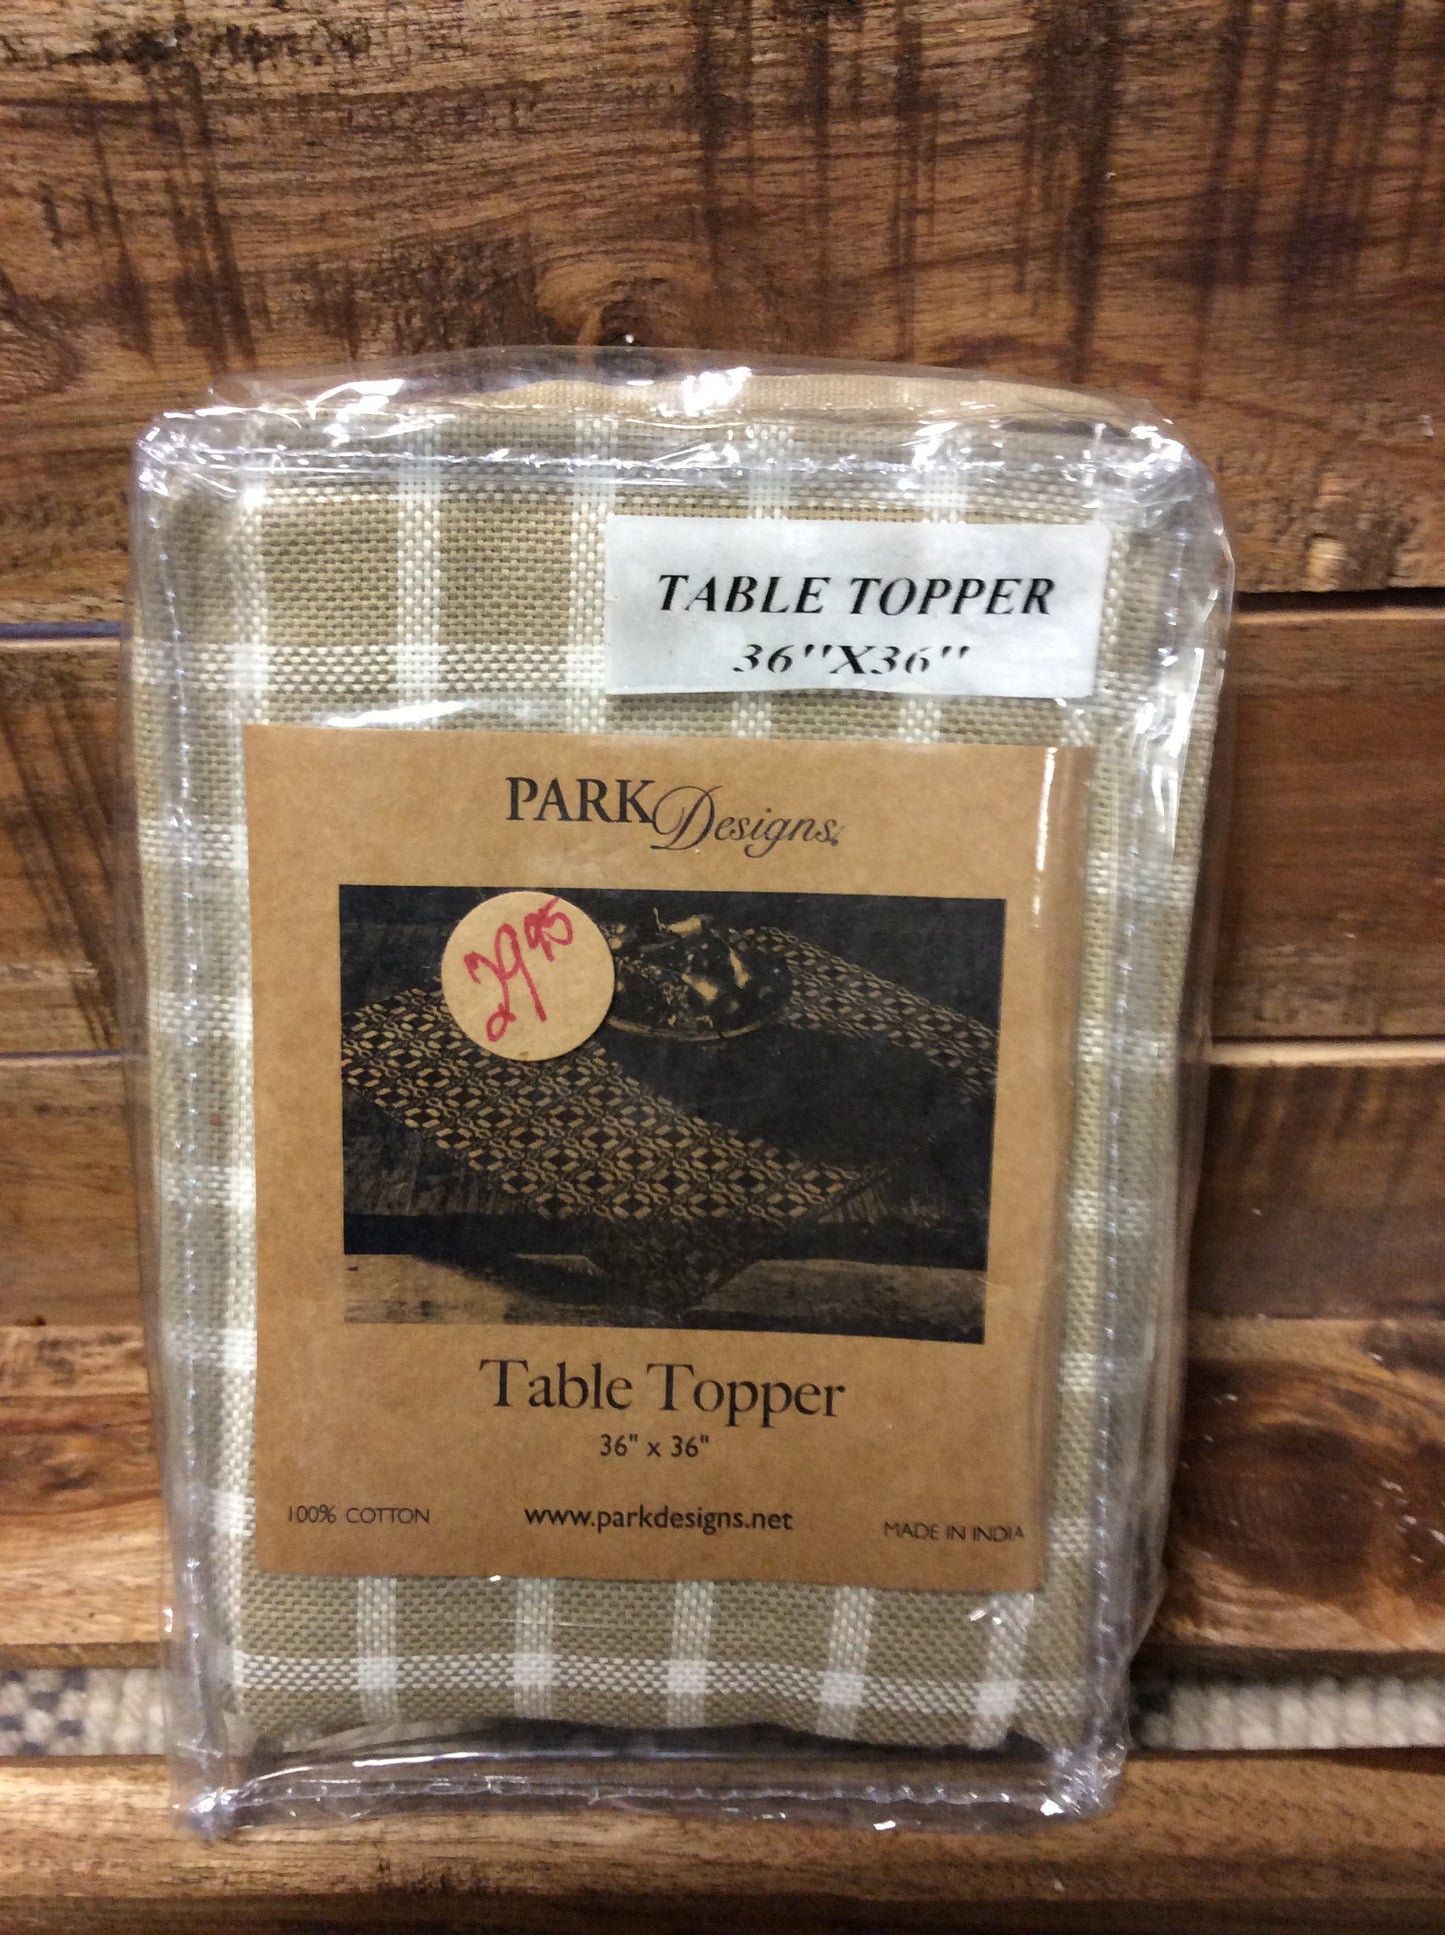 TABLE TOPPER
36"X36"
PARK Designs®
29.95
Table Topper
36" x 36"
100% COTTON
www.parkdesigns.net
MADE IN INDIA